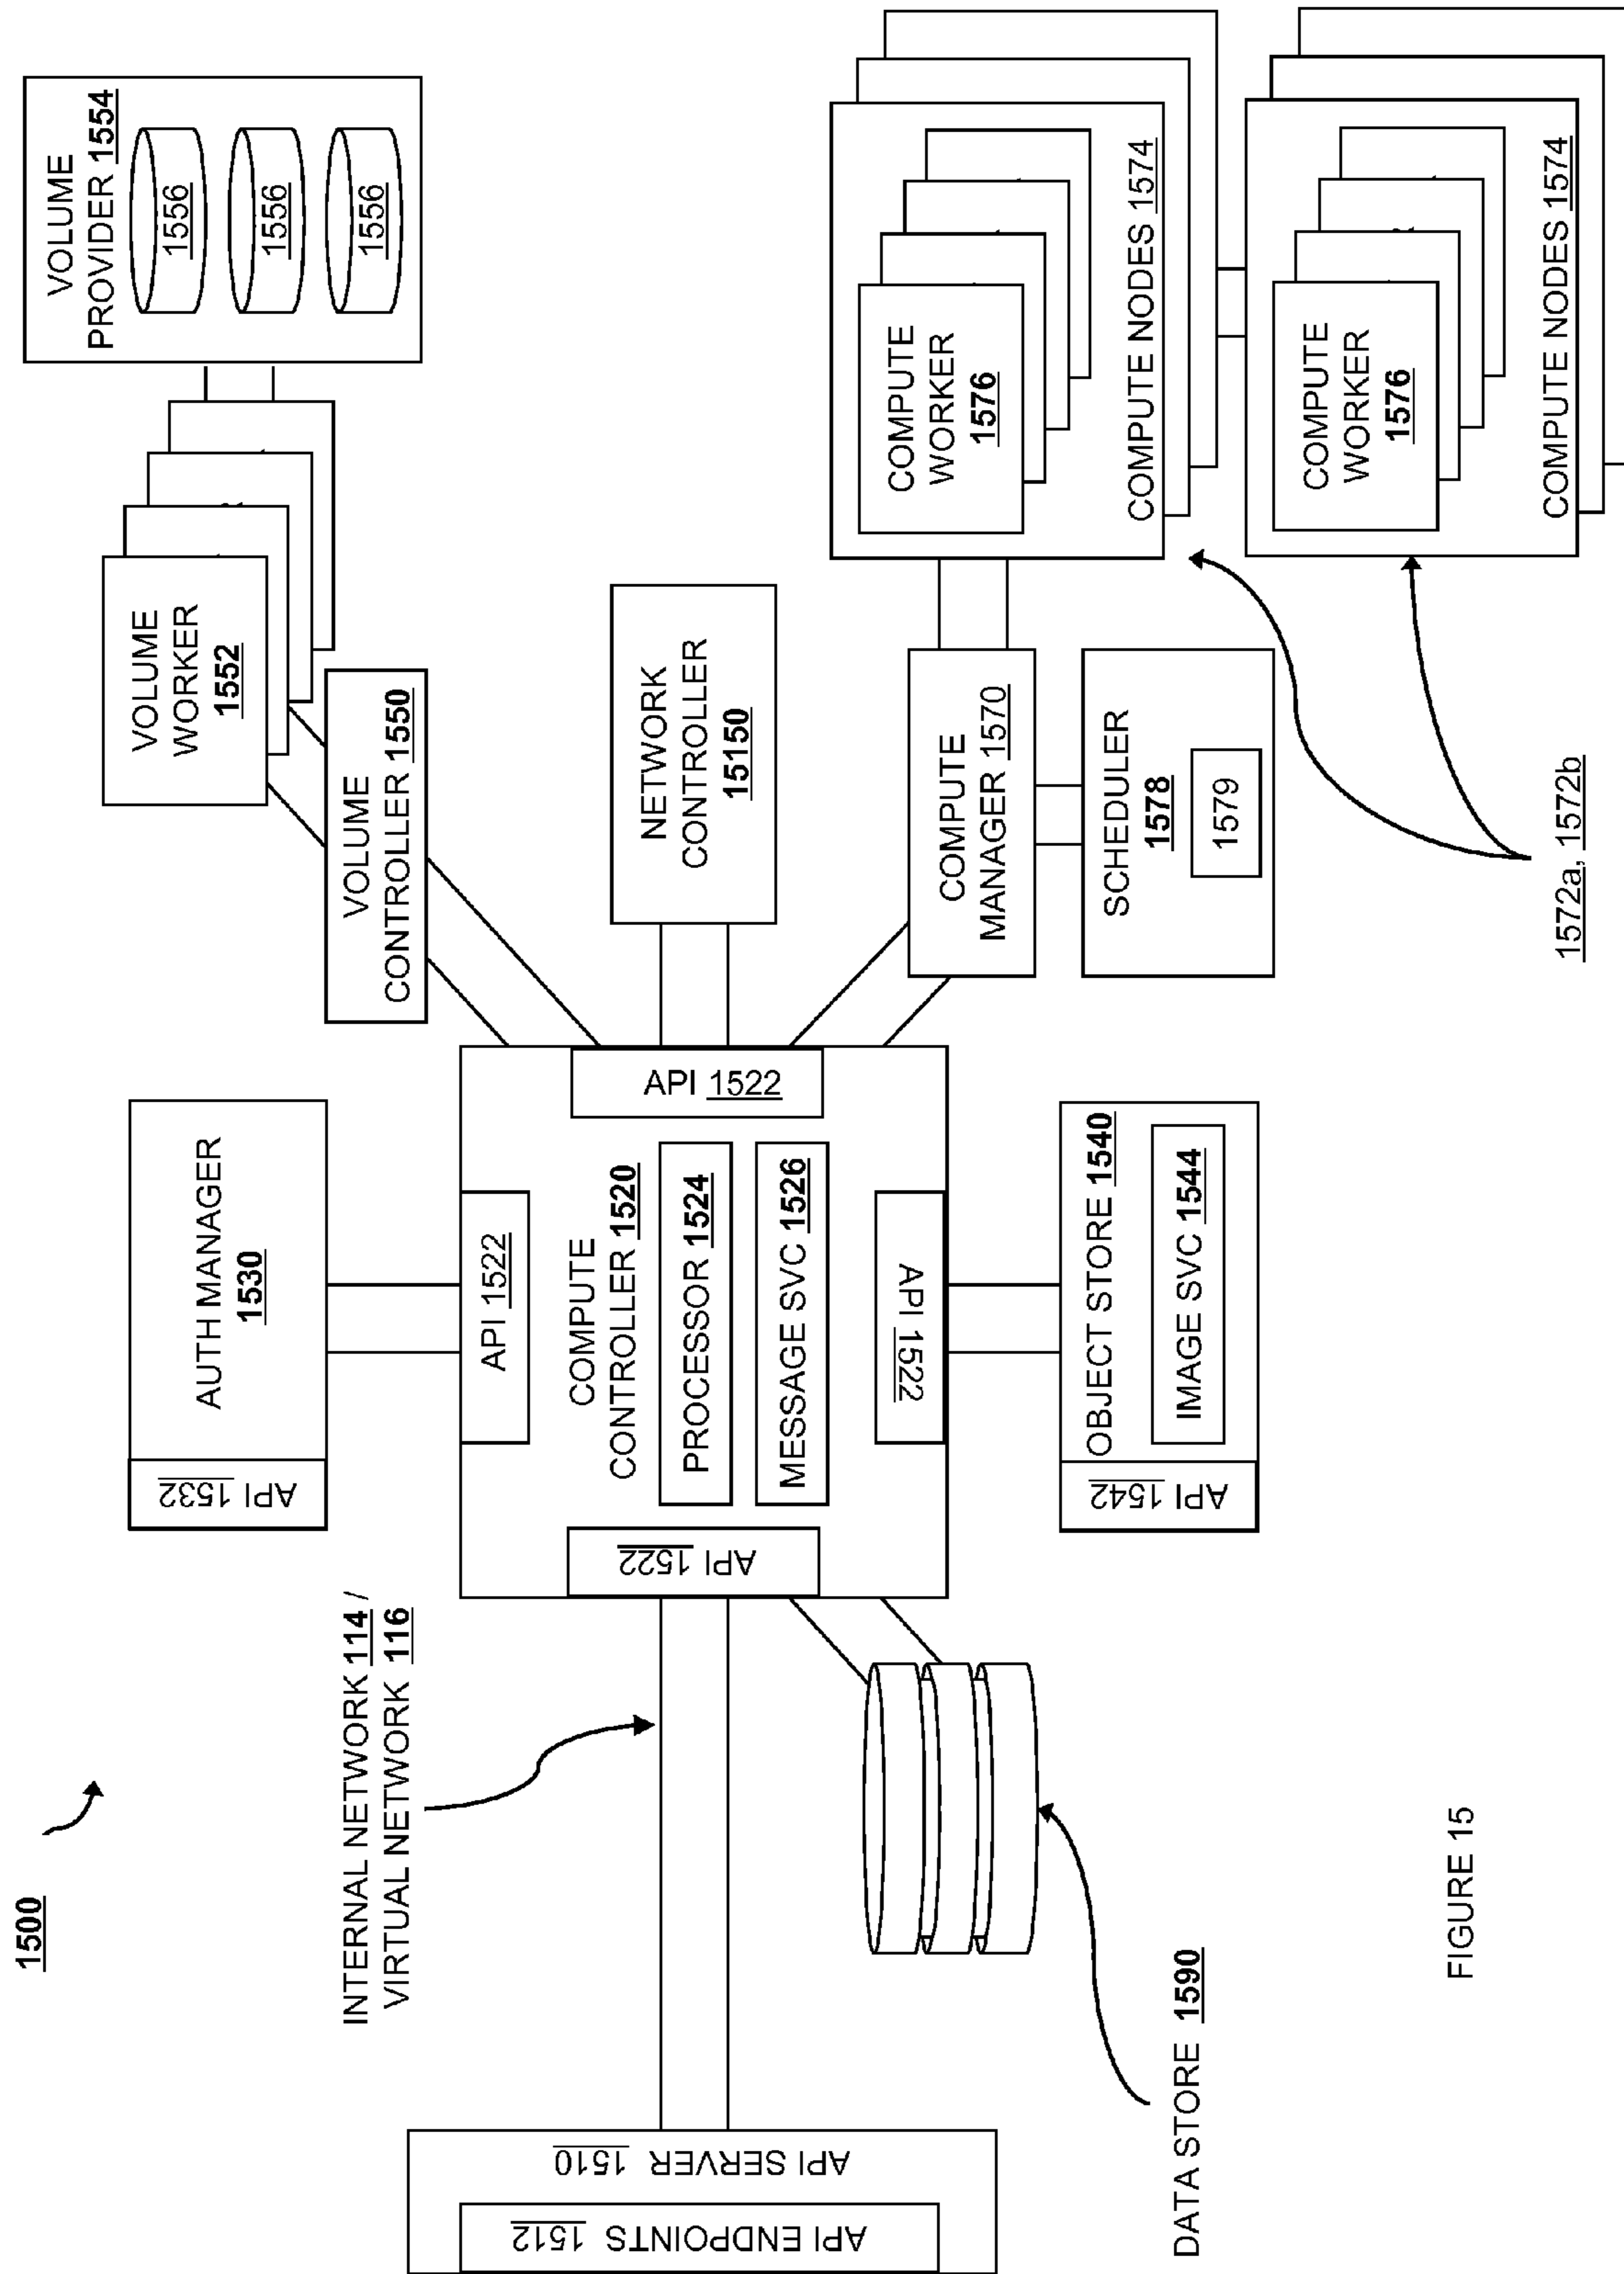 1500
INTERNAL NETWORK 114 /
VIRTUAL NETWORK 116
API SERVER 1510
API ENDPOINTS 1512
DATA STORE 1590
AUTH MANAGER
1530
API 1532
API 1522
API 1522
API 1522
API 1522
COMPUTE
CONTROLLER 1520
PROCESSOR 1524
MESSAGE SVC 1526
OBJECT STORE 1540
IMAGE SVC 1544
API 1542
VOLUME
CONTROLLER 1550
VOLUME
WORKER
1552
VOLUME
PROVIDER 1554
1556
1556
1556
NETWORK
CONTROLLER
15150
COMPUTE
MANAGER 1570
SCHEDULER
1578
1579
COMPUTE
WORKER
1576
COMPUTE NODES 1574
COMPUTE
WORKER
1576
COMPUTE NODES 1574
1572a, 1572b
FIGURE 15